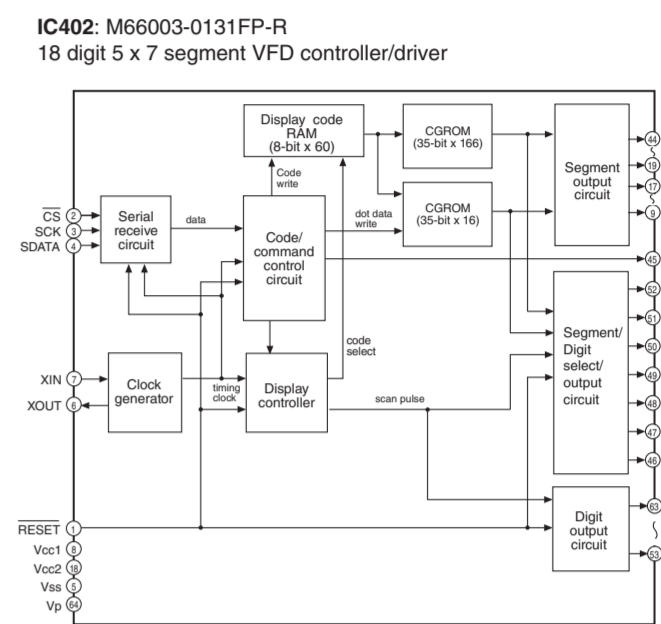 IC402: M66003-0131FP-R
18 digit 5 x 7 segment VFD controller/driver
Display code
RAM
(8-bit x 60)
CGROM
(35-bit x 166)
Segment
output
circuit
44
19
17
9
Code
write
CS
SCK
SDATA
2
3
4
Serial
receive
circuit
data
Code/
command
control
circuit
dot data
write
CGROM
(35-bit x 16)
45
52
51
50
49
48
47
46
Segment/
Digit
select/
output
circuit
code
select
XIN
XOUT
7
6
Clock
generator
timing
clock
Display
controller
scan pulse
RESET
Vcc1
Vcc2
Vss
Vp
1
8
18
5
64
Digit
output
circuit
63
53